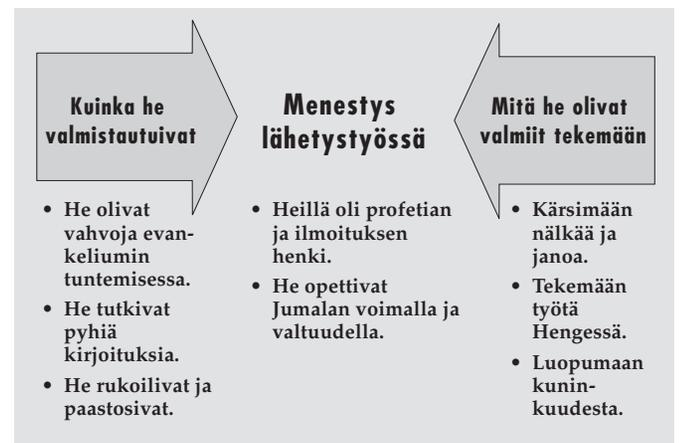 Kuinka he
valmistautuivat
• He olivat
vahvoja evan-
keliumin
tuntemisessa.
• He tutkivat
pyhiä
kirjoituksia.
• He rukoilivat ja
paastosivat.
Menestys
lähetystyössä
• Heillä oli profetian
ja ilmoituksen
henki.
• He opettivat
Jumalan voimalla ja
valtuudella.
Mitä he olivat
valmiit tekemään
• Kärsimään
nälkää ja
janoa.
• Tekemään
työtä
Hengessä.
• Luopumaan
kunin-
kuudesta.